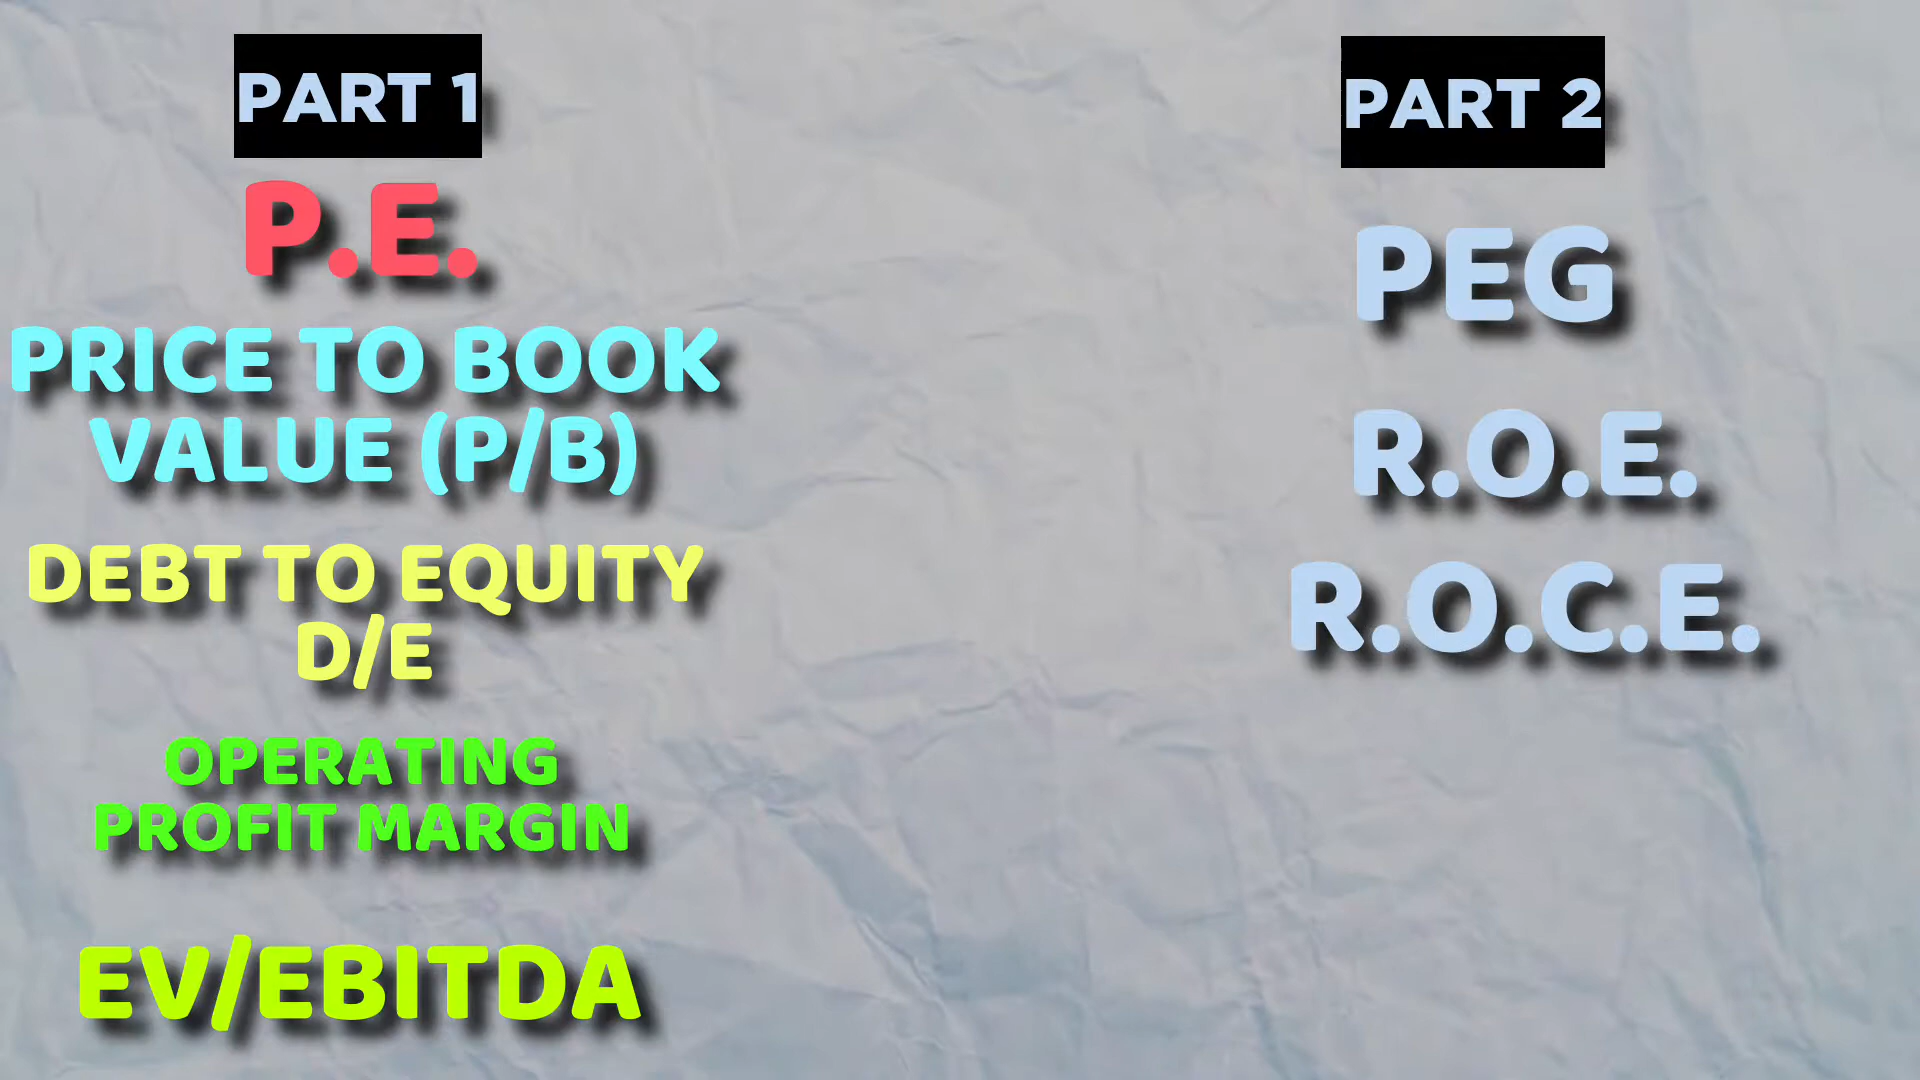 PART 1
P.E.
PRICE TO BOOK
VALUE (P/B)
DEBT TO EQUITY
D/E
OPERATING
PROFIT MARGIN
EV/EBITDA
PART 2
PEG
R.O.E.
R.O.C.E.